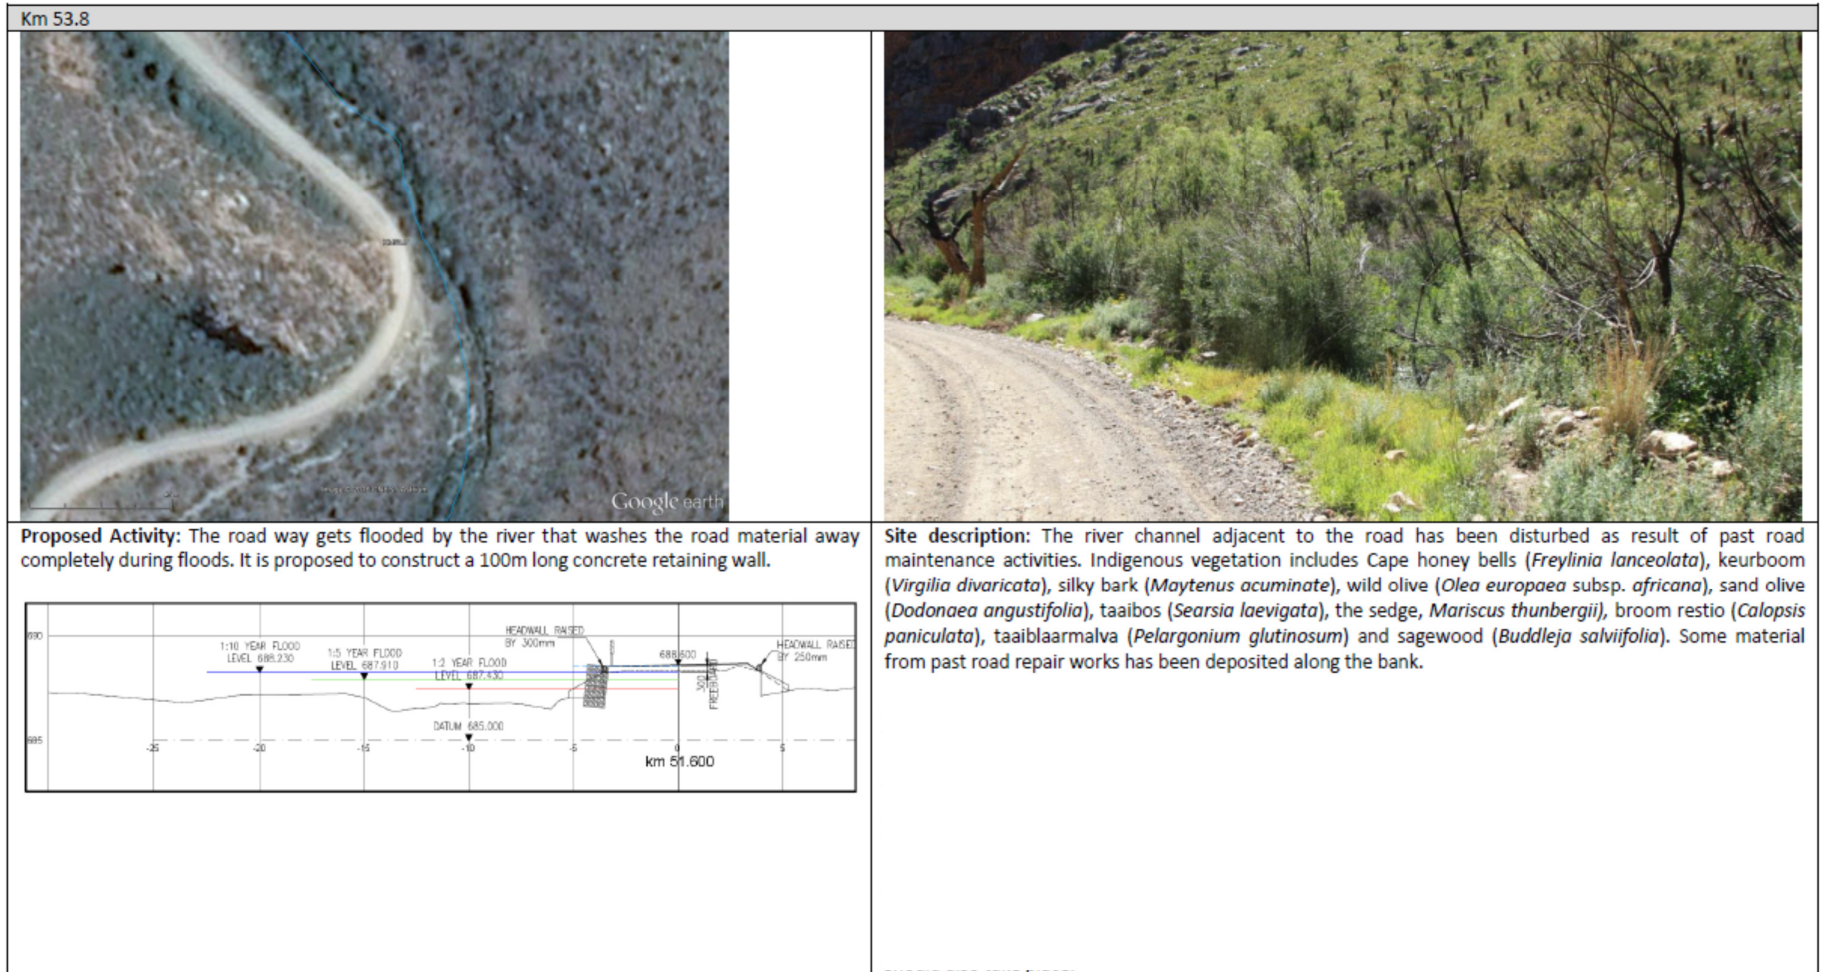 Km 53.8
Google earth
Proposed Activity: The road way gets flooded by the river that washes the road material away
completely during floods. It is proposed to construct a 100m long concrete retaining wall.
690
1:10 YEAR FLOOD
LEVEL 688.230
1:5 YEAR FLOOD
LEVEL 687.910
1:2 YEAR FLOOD
LEVEL 687.430
HEADWALL RAISED
BY 300mm
688.600
300
FREEBOARD
HEADWALL RAISED
BY 250mm
DATUM 685.000
685
-25 -20 -15 -10 -5 0 5
km 51.600
Site description: The river channel adjacent to the road has been disturbed as result of past road
maintenance activities. Indigenous vegetation includes Cape honey bells (Freylinia lanceolata), keurboom
(Virgilia divaricata), silky bark (Maytenus acuminate), wild olive (Olea europaea subsp. africana), sand olive
(Dodonaea angustifolia), taaibos (Searsia laevigata), the sedge, Mariscus thunbergii), broom restio (Calopsis
paniculata), taaiblaarmalva (Pelargonium glutinosum) and sagewood (Buddleja salviifolia). Some material
from past road repair works has been deposited along the bank.